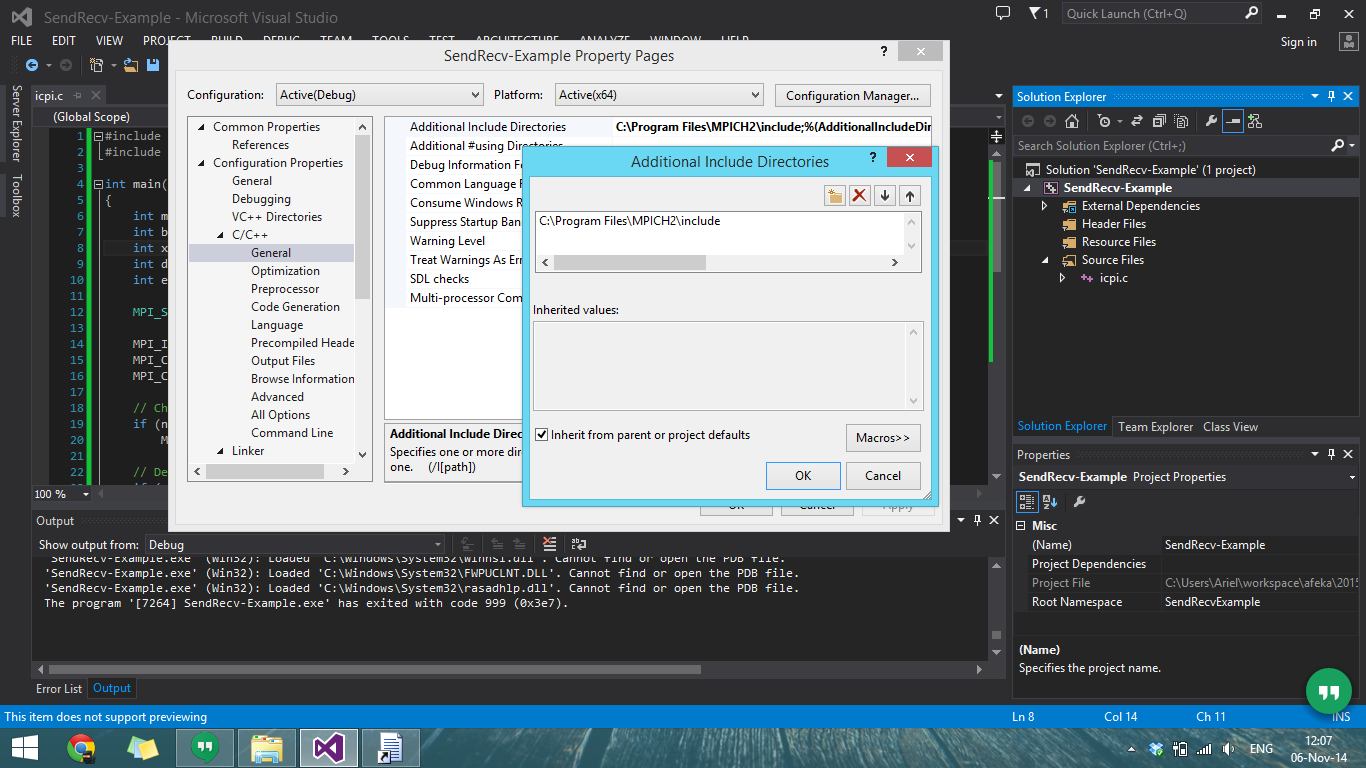 SendRecv-Example - Microsoft Visual Studio
1
Quick Launch (Ctrl+Q)
FILE EDIT VIEW
Sign in
SendRecv-Example Property Pages
?
Configuration: Active(Debug) Platform: Active(x64) Configuration Manager...
Server Explorer
Toolbox
icpi.c
(Global Scope)
1 #include
2 #include
3
4 int main(
5 {
6 int m
7 int b
8 int x
9 int d
10 int e
11
12 MPI_S
13
14 MPI_I
15 MPI_C
16 MPI_C
17
18 // Ch
19 if (n
20 M
21
22 // De
100 %
Common Properties
References
Configuration Properties
General
Debugging
VC++ Directories
C/C++
General
Optimization
Preprocessor
Code Generation
Language
Precompiled Heade
Output Files
Browse Information
Advanced
All Options
Command Line
Linker
Additional Include Directories C:\Program Files\MPICH2\include;%(AdditionalIncludeDir
Additional #using Directories
Debug Information Fo
Common Language R
Consume Windows R
Suppress Startup Ban
Warning Level
Treat Warnings As Err
SDL checks
Multi-processor Com
Additional Include Direc
Specifies one or more dire
one. (/I[path])
Additional Include Directories
?
C:\Program Files\MPICH2\include
Inherited values:
Inherit from parent or project defaults
Macros>>
OK Cancel
OK Cancel Apply
Solution Explorer
Search Solution Explorer (Ctrl+;)
Solution 'SendRecv-Example' (1 project)
SendRecv-Example
External Dependencies
Header Files
Resource Files
Source Files
icpi.c
Solution Explorer Team Explorer Class View
Properties
SendRecv-Example Project Properties
Misc
(Name) SendRecv-Example
Project Dependencies
Project File C:\Users\Ariel\workspace\afeka\2015
Root Namespace SendRecvExample
(Name)
Specifies the project name.
Output
Show output from: Debug
'SendRecv-Example.exe' (Win32): Loaded 'C:\Windows\System32\winnsi.dll'. Cannot find or open the PDB file.
'SendRecv-Example.exe' (Win32): Loaded 'C:\Windows\System32\FWPUCLNT.DLL'. Cannot find or open the PDB file.
'SendRecv-Example.exe' (Win32): Loaded 'C:\Windows\System32\rasadhlp.dll'. Cannot find or open the PDB file.
The program '[7264] SendRecv-Example.exe' has exited with code 999 (0x3e7).
Error List Output
This item does not support previewing Ln 8 Col 14 Ch 11 INS
ENG
12:07
06-Nov-14